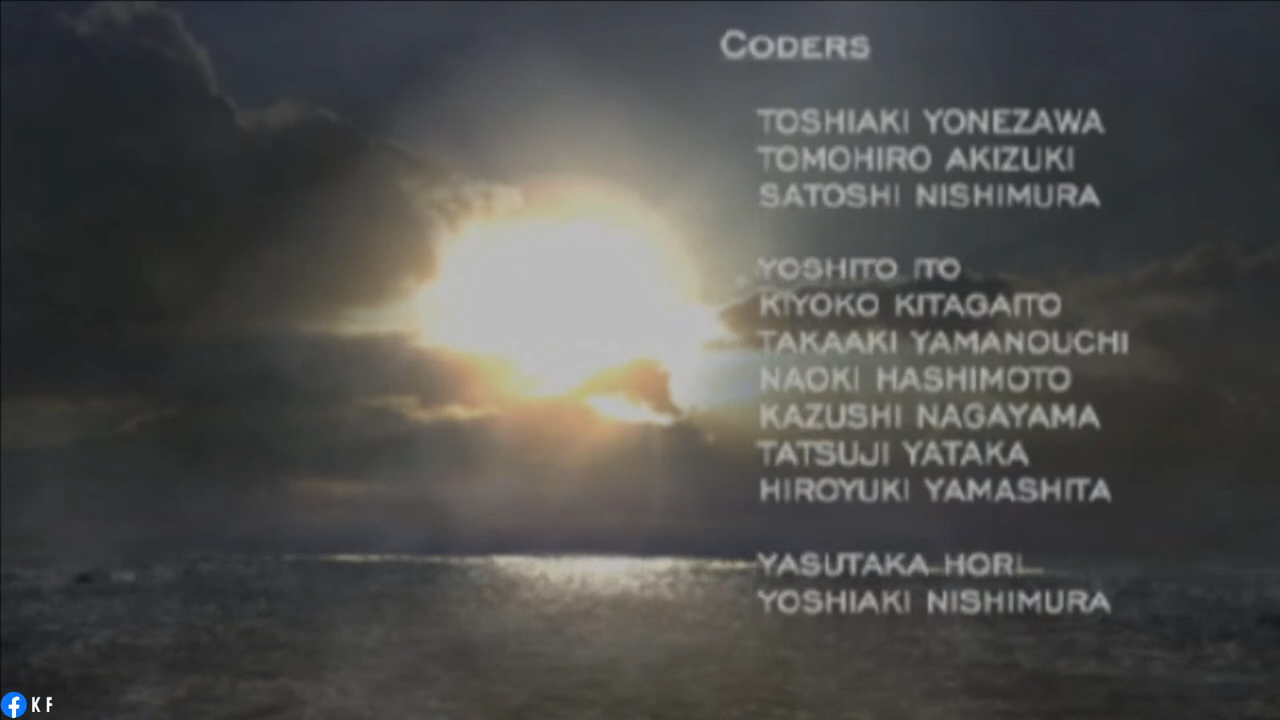 CODERS
TOSHIAKI YONEZAWA
TOMOHIRO AKIZUKI
SATOSHI NISHIMURA
YOSHITO ITO
KIYOKO KITAGAITO
TAKAAKI YAMANOUCHI
NAOKI HASHIMOTO
KAZUSHI NAGAYAMA
TATSUJI YATAKA
HIROYUKI YAMASHITA
YASUTAKA HORI
YOSHIAKI NISHIMURA
K F